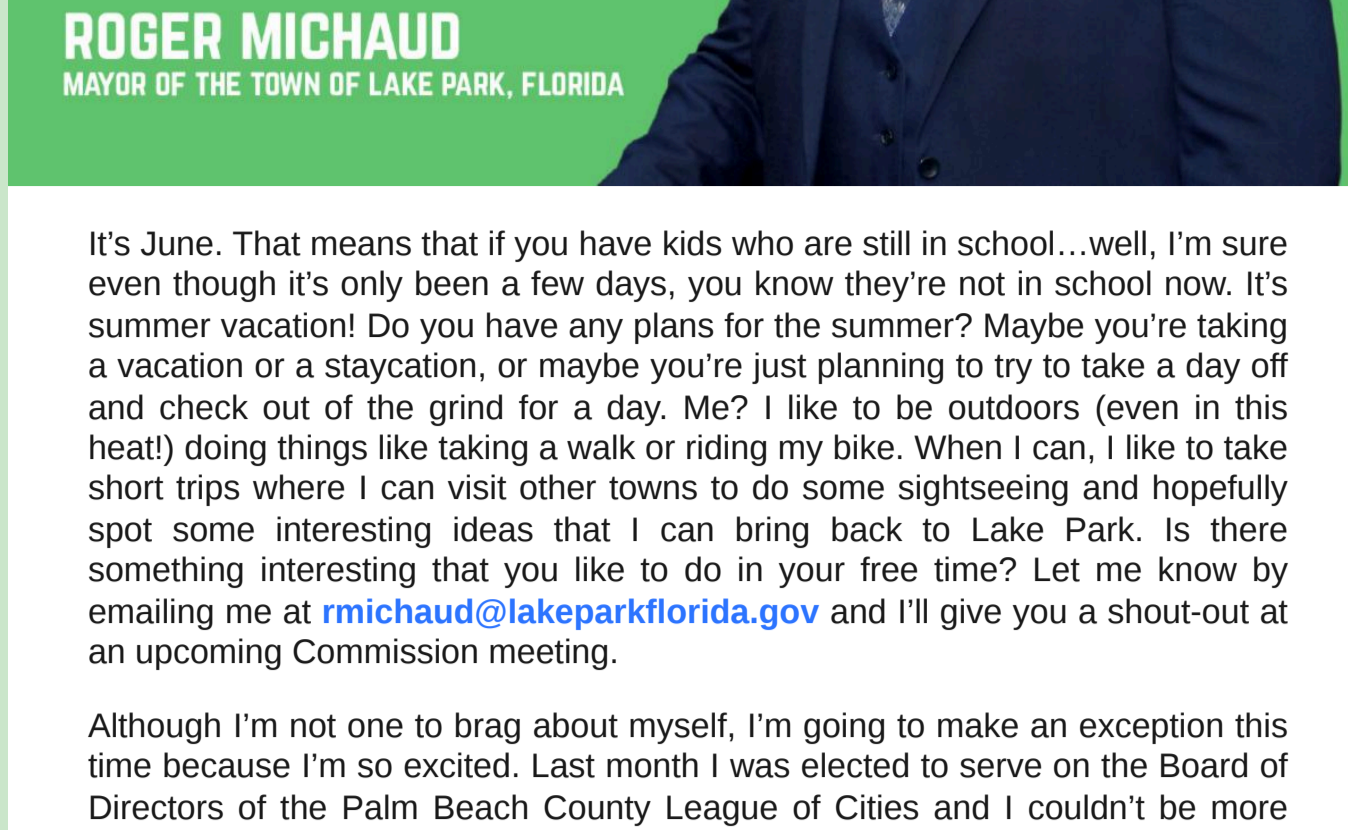 ROGER MICHAUD
MAYOR OF THE TOWN OF LAKE PARK, FLORIDA
It’s June. That means that if you have kids who are still in school…well, I’m sure
even though it’s only been a few days, you know they’re not in school now. It’s
summer vacation! Do you have any plans for the summer? Maybe you’re taking
a vacation or a staycation, or maybe you’re just planning to try to take a day off
and check out of the grind for a day. Me? I like to be outdoors (even in this
heat!) doing things like taking a walk or riding my bike. When I can, I like to take
short trips where I can visit other towns to do some sightseeing and hopefully
spot some interesting ideas that I can bring back to Lake Park. Is there
something interesting that you like to do in your free time? Let me know by
emailing me at rmichaud@lakeparkflorida.gov and I’ll give you a shout-out at
an upcoming Commission meeting.
Although I’m not one to brag about myself, I’m going to make an exception this
time because I’m so excited. Last month I was elected to serve on the Board of
Directors of the Palm Beach County League of Cities and I couldn’t be more